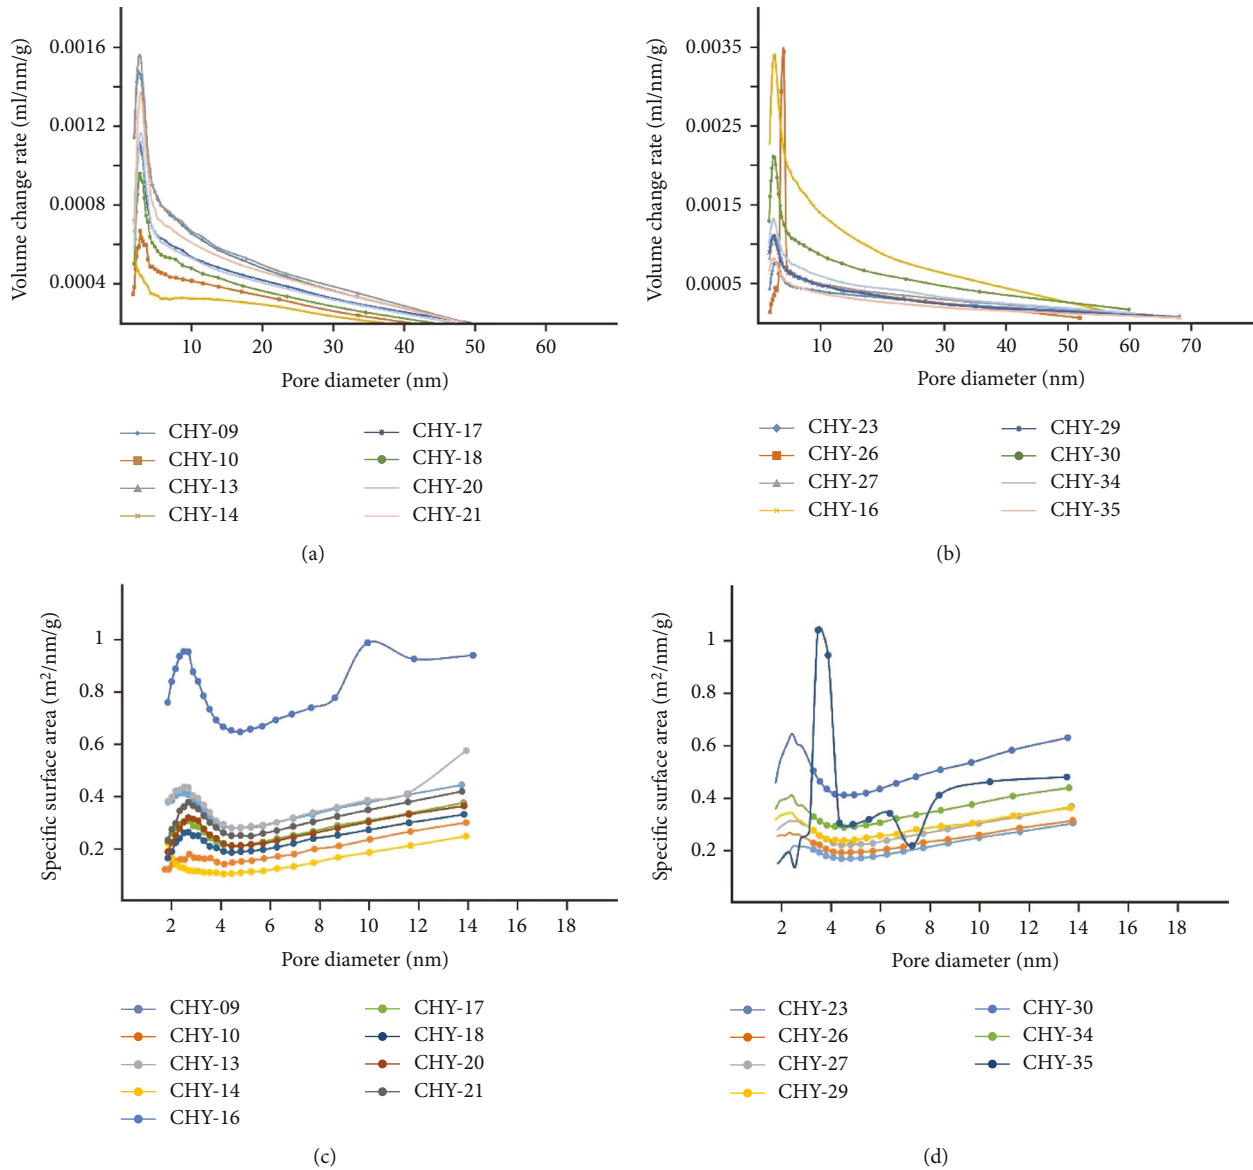 Volume change rate (ml/nm/g)
0.0016
0.0012
0.0008
0.0004
10 20 30 40 50 60
Pore diameter (nm)
CHY-09
CHY-10
CHY-13
CHY-14
CHY-17
CHY-18
CHY-20
CHY-21
(a)
Volume change rate (ml/nm/g)
0.0035
0.0025
0.0015
0.0005
10 20 30 40 50 60 70
Pore diameter (nm)
CHY-23
CHY-26
CHY-27
CHY-16
CHY-29
CHY-30
CHY-34
CHY-35
(b)
Specific surface area (m²/nm/g)
1
0.8
0.6
0.4
0.2
2 4 6 8 10 12 14 16 18
Pore diameter (nm)
CHY-09
CHY-10
CHY-13
CHY-14
CHY-16
CHY-17
CHY-18
CHY-20
CHY-21
(c)
Specific surface area (m²/nm/g)
1
0.8
0.6
0.4
0.2
2 4 6 8 10 12 14 16 18
Pore diameter (nm)
CHY-23
CHY-26
CHY-27
CHY-29
CHY-30
CHY-34
CHY-35
(d)